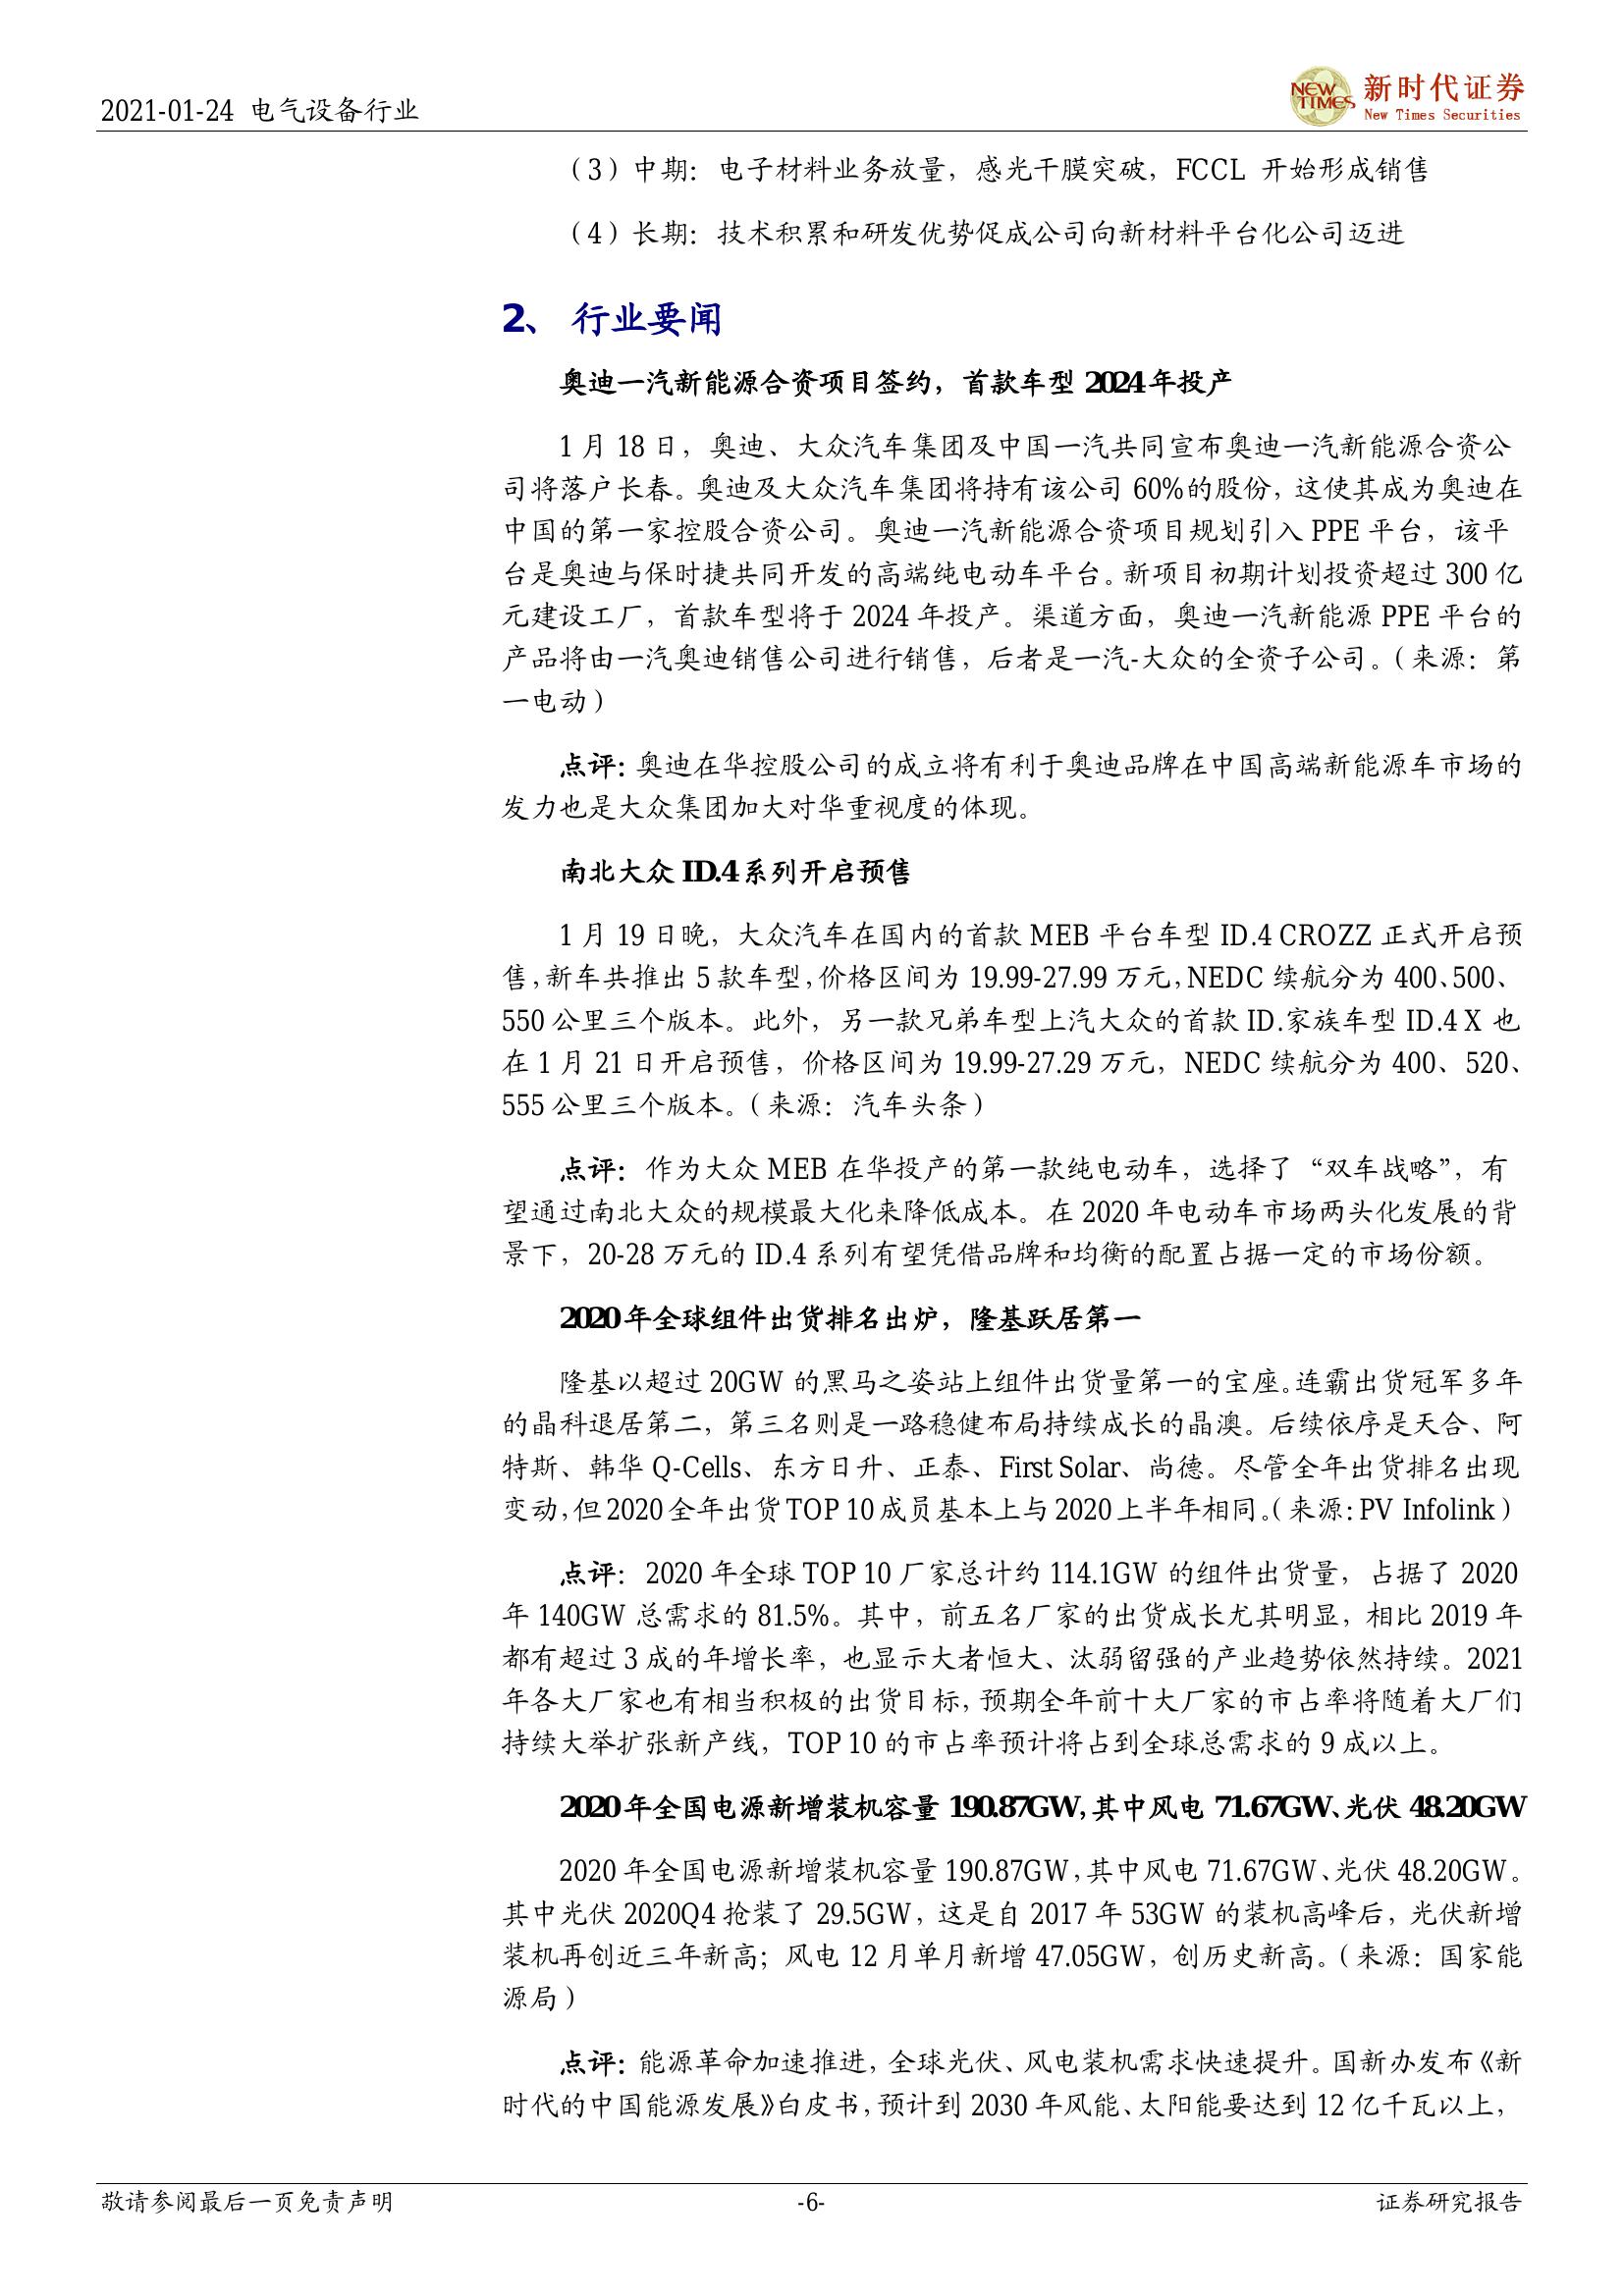 2021-01-24 电气设备行业
NEW TIMES
新时代证券
New Times Securities
（3）中期：电子材料业务放量，感光干膜突破，FCCL 开始形成销售
（4）长期：技术积累和研发优势促成公司向新材料平台化公司迈进
2、 行业要闻
奥迪一汽新能源合资项目签约，首款车型 2024 年投产
1 月 18 日，奥迪、大众汽车集团及中国一汽共同宣布奥迪一汽新能源合资公
司将落户长春。奥迪及大众汽车集团将持有该公司 60%的股份，这使其成为奥迪在
中国的第一家控股合资公司。奥迪一汽新能源合资项目规划引入 PPE 平台，该平
台是奥迪与保时捷共同开发的高端纯电动车平台。新项目初期计划投资超过 300 亿
元建设工厂，首款车型将于 2024 年投产。渠道方面，奥迪一汽新能源 PPE 平台的
产品将由一汽奥迪销售公司进行销售，后者是一汽-大众的全资子公司。（来源：第
一电动）
点评：奥迪在华控股公司的成立将有利于奥迪品牌在中国高端新能源车市场的
发力也是大众集团加大对华重视度的体现。
南北大众 ID.4 系列开启预售
1 月 19 日晚，大众汽车在国内的首款 MEB 平台车型 ID.4 CROZZ 正式开启预
售，新车共推出 5 款车型，价格区间为 19.99-27.99 万元，NEDC 续航分为 400、500、
550 公里三个版本。此外，另一款兄弟车型上汽大众的首款 ID.家族车型 ID.4 X 也
在 1 月 21 日开启预售，价格区间为 19.99-27.29 万元，NEDC 续航分为 400、520、
555 公里三个版本。（来源：汽车头条）
点评：作为大众 MEB 在华投产的第一款纯电动车，选择了“双车战略”，有
望通过南北大众的规模最大化来降低成本。在 2020 年电动车市场两头化发展的背
景下，20-28 万元的 ID.4 系列有望凭借品牌和均衡的配置占据一定的市场份额。
2020 年全球组件出货排名出炉，隆基跃居第一
隆基以超过 20GW 的黑马之姿站上组件出货量第一的宝座。连霸出货冠军多年
的晶科退居第二，第三名则是一路稳健布局持续成长的晶澳。后续依序是天合、阿
特斯、韩华 Q-Cells、东方日升、正泰、First Solar、尚德。尽管全年出货排名出现
变动，但 2020 全年出货 TOP 10 成员基本上与 2020 上半年相同。（来源：PV Infolink）
点评：2020 年全球 TOP 10 厂家总计约 114.1GW 的组件出货量，占据了 2020
年 140GW 总需求的 81.5%。其中，前五名厂家的出货成长尤其明显，相比 2019 年
都有超过 3 成的年增长率，也显示大者恒大、汰弱留强的产业趋势依然持续。2021
年各大厂家也有相当积极的出货目标，预期全年前十大厂家的市占率将随着大厂们
持续大举扩张新产线，TOP 10 的市占率预计将占到全球总需求的 9 成以上。
2020 年全国电源新增装机容量 190.87GW，其中风电 71.67GW、光伏 48.20GW
2020 年全国电源新增装机容量 190.87GW，其中风电 71.67GW、光伏 48.20GW。
其中光伏 2020Q4 抢装了 29.5GW，这是自 2017 年 53GW 的装机高峰后，光伏新增
装机再创近三年新高；风电 12 月单月新增 47.05GW，创历史新高。（来源：国家能
源局）
点评：能源革命加速推进，全球光伏、风电装机需求快速提升。国新办发布《新
时代的中国能源发展》白皮书，预计到 2030 年风能、太阳能要达到 12 亿千瓦以上，
敬请参阅最后一页免责声明
-6-
证券研究报告